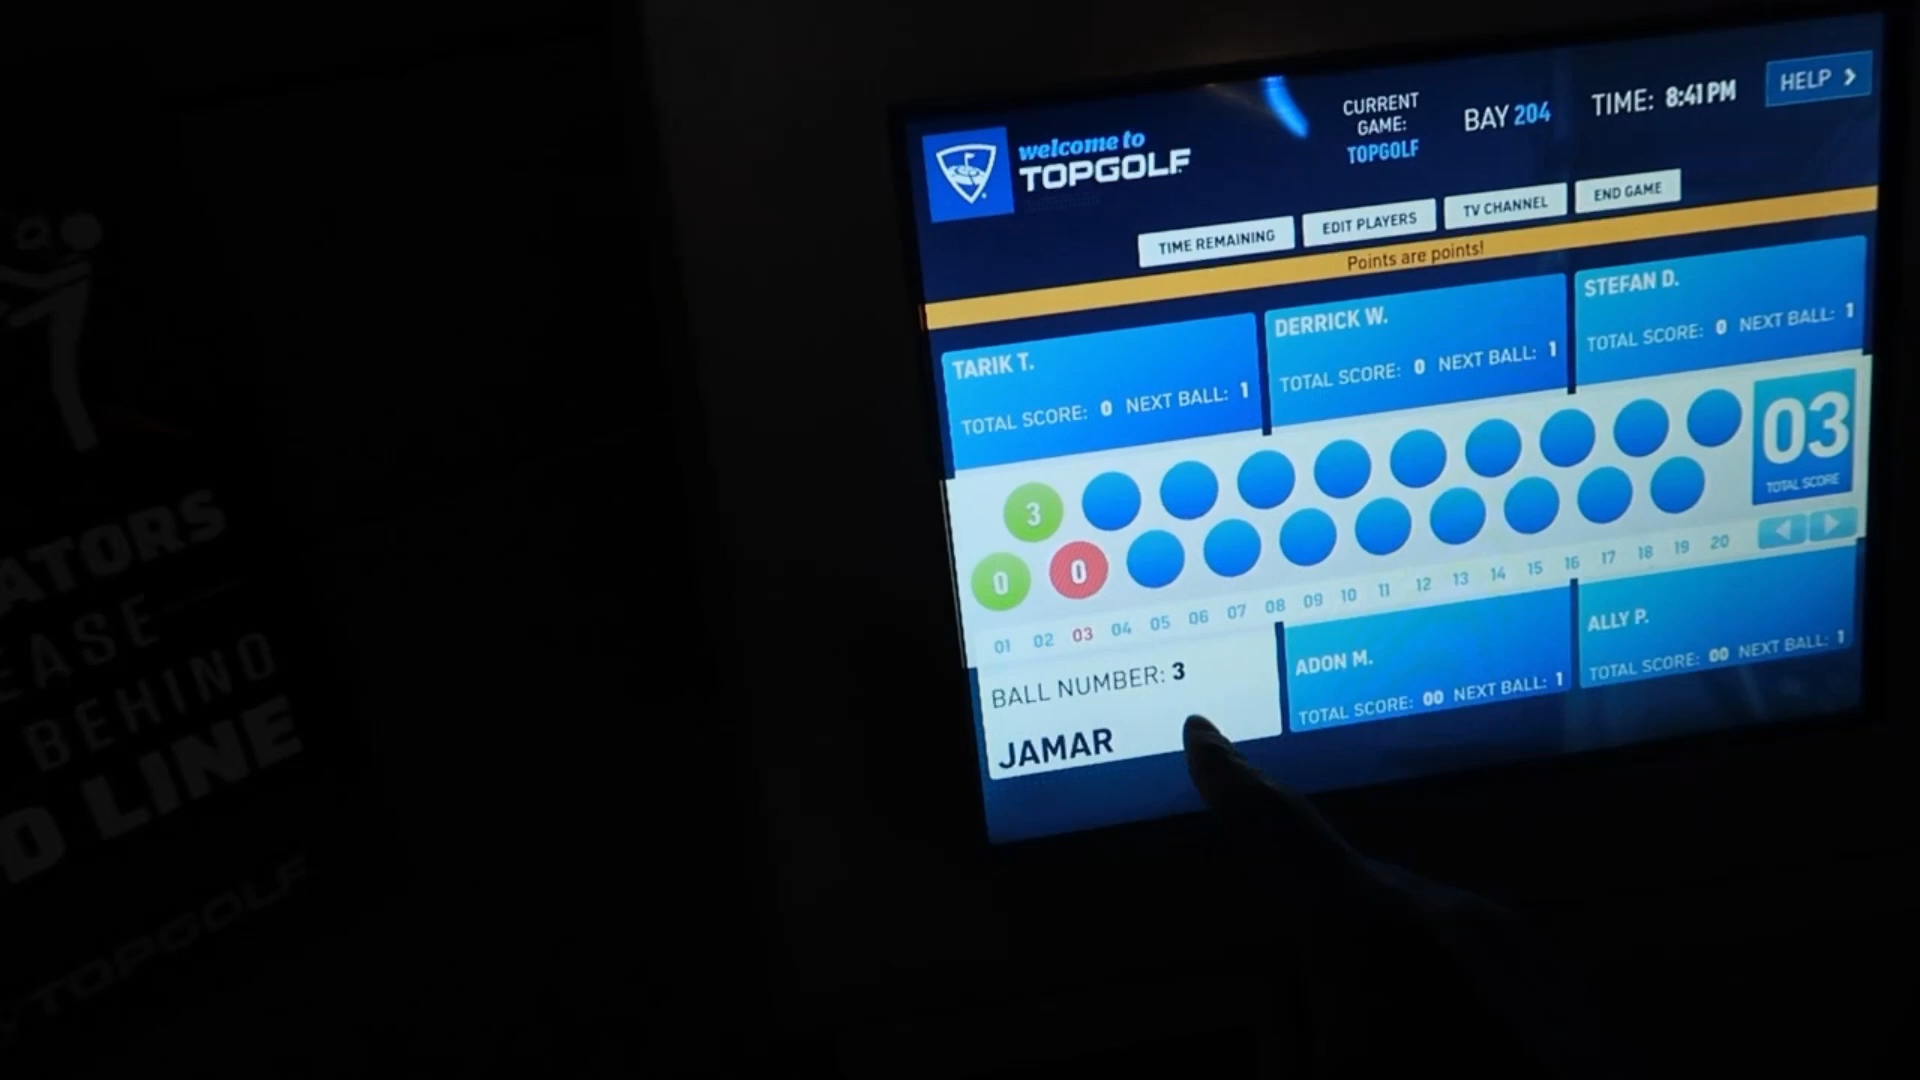 welcome to
TOPGOLF
CURRENT
GAME:
TOPGOLF
BAY 204
TIME: 8:41 PM
HELP >
TIME REMAINING
EDIT PLAYERS
TV CHANNEL
END GAME
Points are points!
TARIK T.
TOTAL SCORE: 0 NEXT BALL: 1
DERRICK W.
TOTAL SCORE: 0 NEXT BALL: 1
STEFAN D.
TOTAL SCORE: 0 NEXT BALL: 1
3
0 0
03
TOTAL SCORE
01 02 03 04 05 06 07 08 09 10 11 12 13 14 15 16 17 18 19 20
BALL NUMBER: 3
JAMAR
ADON M.
TOTAL SCORE: 00 NEXT BALL: 1
ALLY P.
TOTAL SCORE: 00 NEXT BALL: 1
ATORS
EASE
BEHIND
D LINE
TOPGOLF